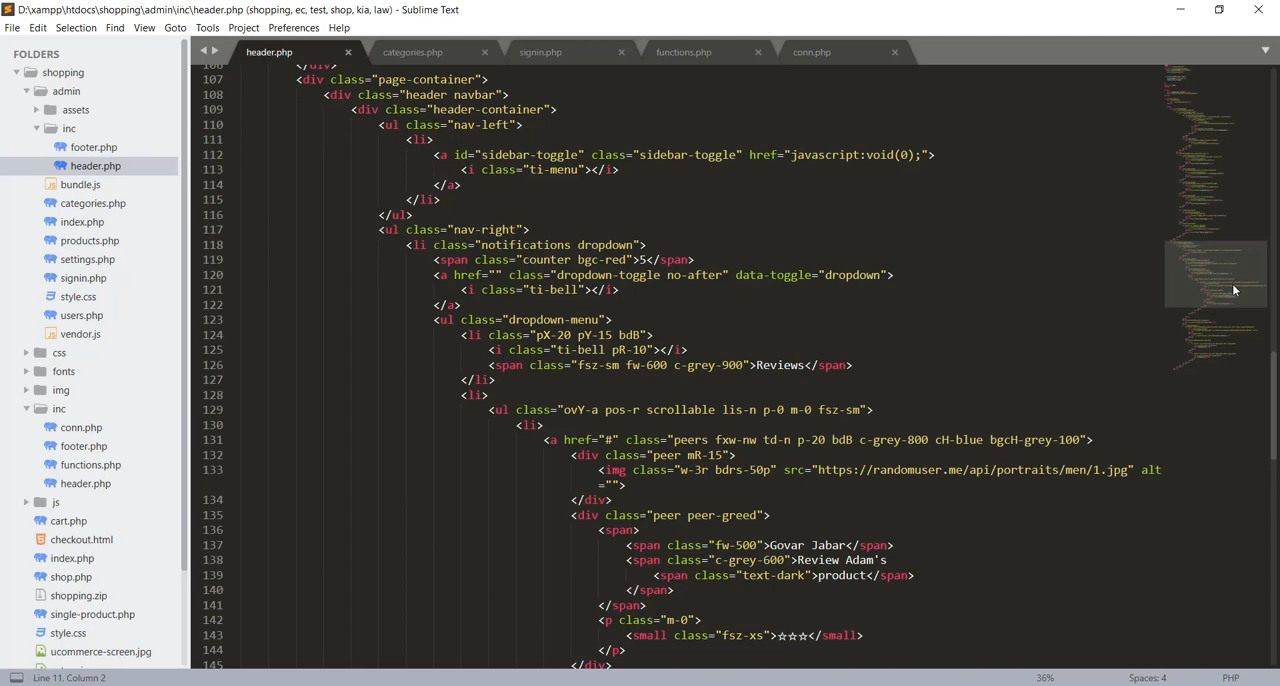 D:\xampp\htdocs\shopping\admin\inc\header.php (shopping, ec, test, shop, kia, law) - Sublime Text
File Edit Selection Find View Goto Tools Project Preferences Help
FOLDERS
shopping
admin
assets
inc
footer.php
header.php
bundle.js
categories.php
index.php
products.php
settings.php
signin.php
style.css
users.php
vendor.js
css
fonts
img
inc
conn.php
footer.php
functions.php
header.php
js
cart.php
checkout.html
index.php
shop.php
shopping.zip
single-product.php
style.css
ucommerce-screen.jpg
header.php categories.php signin.php functions.php conn.php
106 </div>
107 <div class="page-container">
108 <div class="header navbar">
109 <div class="header-container">
110 <ul class="nav-left">
111 <li>
112 <a id="sidebar-toggle" class="sidebar-toggle" href="javascript:void(0);">
113 <i class="ti-menu"></i>
114 </a>
115 </li>
116 </ul>
117 <ul class="nav-right">
118 <li class="notifications dropdown">
119 <span class="counter bgc-red">5</span>
120 <a href="" class="dropdown-toggle no-after" data-toggle="dropdown">
121 <i class="ti-bell"></i>
122 </a>
123 <ul class="dropdown-menu">
124 <li class="pX-20 pY-15 bdB">
125 <i class="ti-bell pR-10"></i>
126 <span class="fsz-sm fw-600 c-grey-900">Reviews</span>
127 </li>
128 <li>
129 <ul class="ovY-a pos-r scrollable lis-n p-0 m-0 fsz-sm">
130 <li>
131 <a href="#" class="peers fxw-nw td-n p-20 bdB c-grey-800 cH-blue bgcH-grey-100">
132 <div class="peer mR-15">
133 <img class="w-3r bdrs-50p" src="https://randomuser.me/api/portraits/men/1.jpg" alt
="">
134 </div>
135 <div class="peer peer-greed">
136 <span>
137 <span class="fw-500">Govar Jabar</span>
138 <span class="c-grey-600">Review Adam's
139 <span class="text-dark">product</span>
140 </span>
141 </span>
142 <p class="m-0">
143 <small class="fsz-xs">☆☆☆</small>
144 </p>
145 </div>
Line 11, Column 2 36% Spaces: 4 PHP